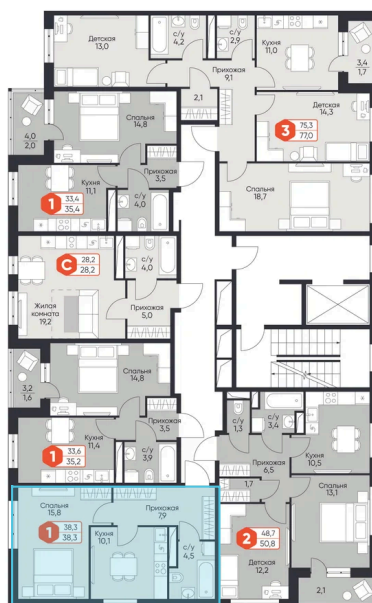 Детская
13,0
с/у
4,2
с/у
2,9
Кухня
11,0
3,4
1,7
Прихожая
9,1
2,1
Спальня
14,8
4,0
2,0
Детская
14,3
3
75,3
77,0
Кухня
11,1
Прихожая
3,5
1
33,4
35,4
с/у
4,0
Спальня
18,7
С
28,2
28,2
с/у
4,0
Жилая
комната
19,2
Прихожая
5,0
3,2
1,6
Спальня
14,8
Кухня
11,4
Прихожая
3,5
1
33,6
35,2
с/у
3,9
с/у
1,3
с/у
3,4
Кухня
10,5
Прихожая
6,5
1,7
Спальня
13,1
Спальня
15,8
Прихожая
7,9
1
38,3
38,3
Кухня
10,1
с/у
4,5
2
48,7
50,8
Детская
12,2
2,1